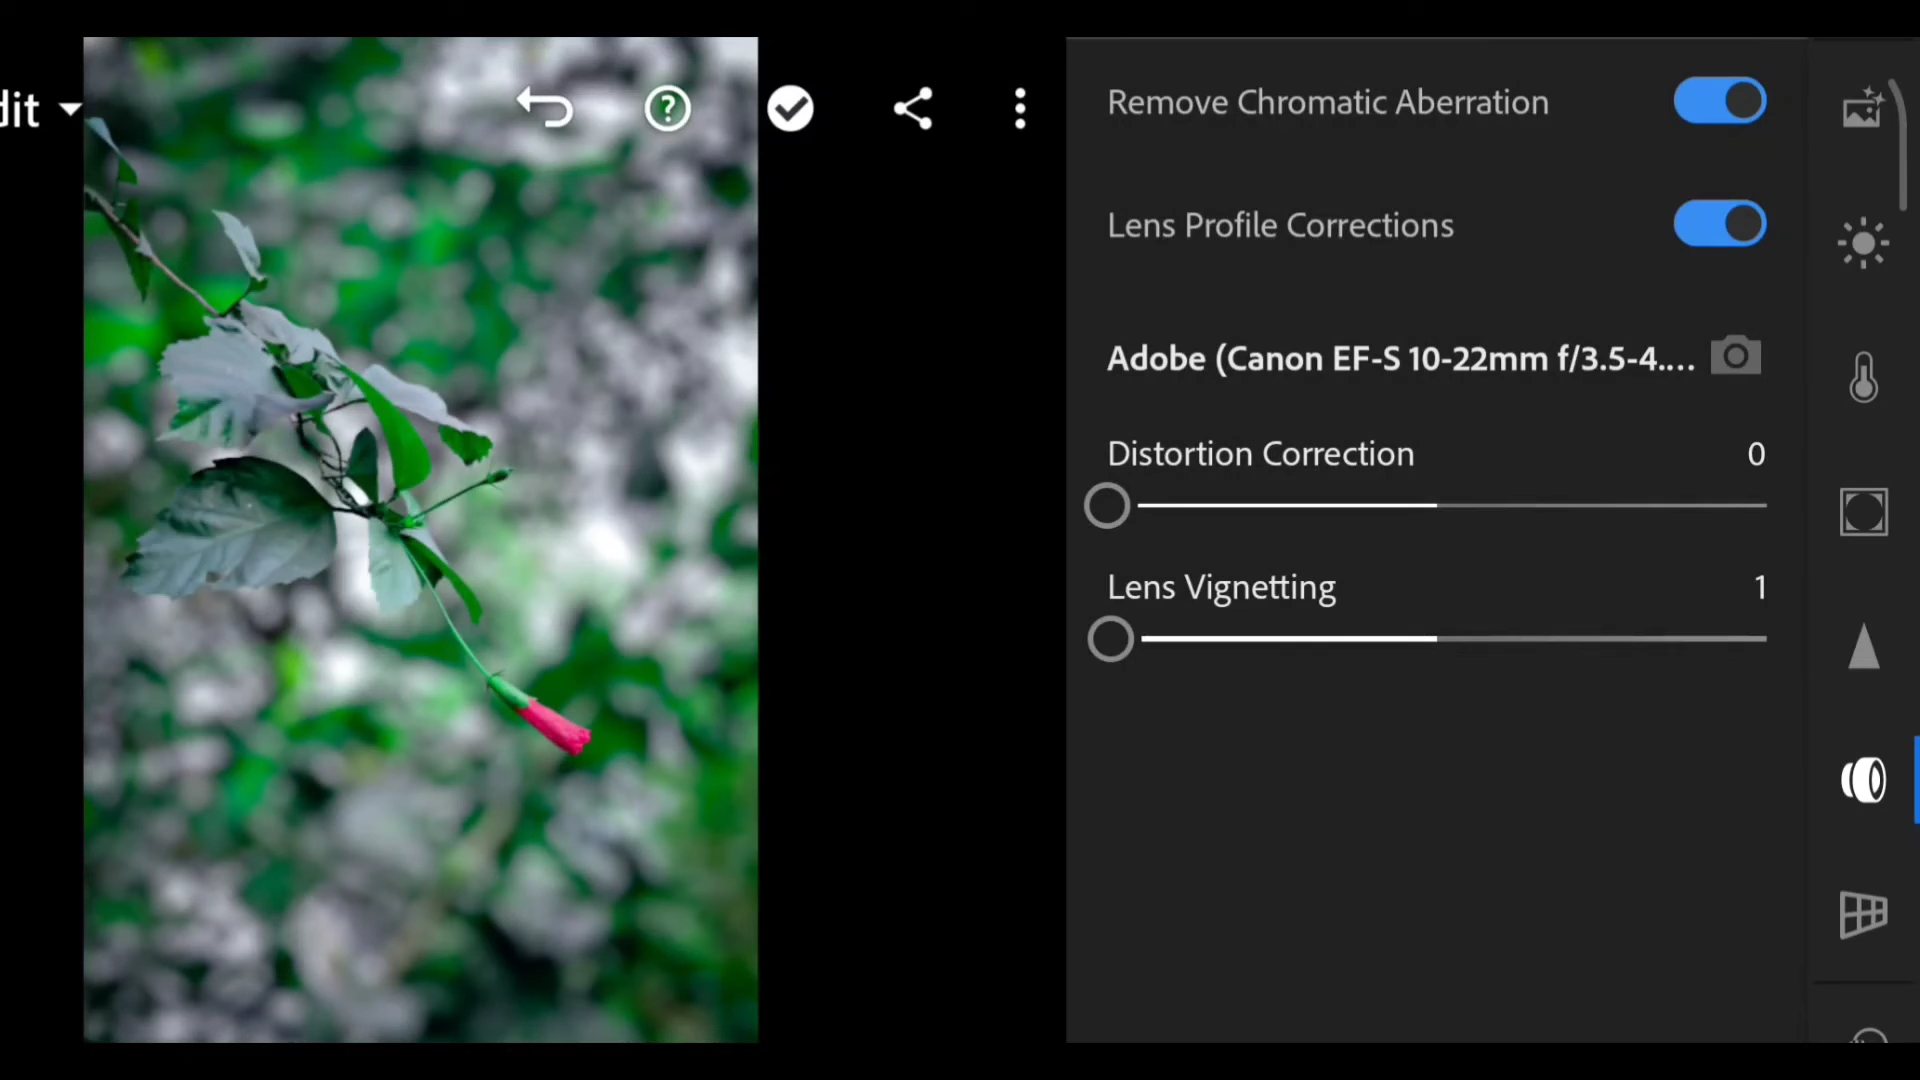 dit
?
Remove Chromatic Aberration
Lens Profile Corrections
Adobe (Canon EF-S 10-22mm f/3.5-4....
Distortion Correction 0
Lens Vignetting 1